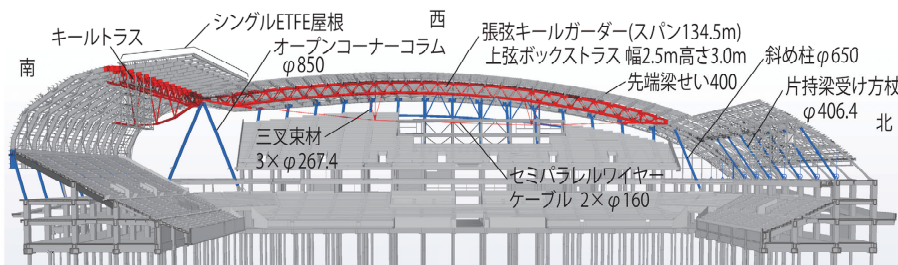 西
シングルETFE屋根
キールトラス
オープンコーナーコラム
φ850
南
張弦キールガーダー(スパン134.5m)
上弦ボックストラス 幅2.5m高さ3.0m
先端梁せい400
斜め柱φ650
片持梁受け方杖
φ406.4
北
三叉束材
3×φ267.4
セミパラレルワイヤー
ケーブル 2×φ160